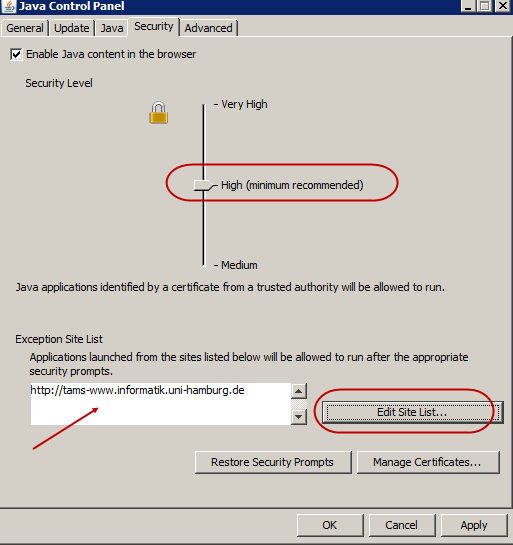 Java Control Panel
General Update Java Security Advanced
Enable Java content in the browser
Security Level
- Very High
- High (minimum recommended)
- Medium
Java applications identified by a certificate from a trusted authority will be allowed to run.
Exception Site List
Applications launched from the sites listed below will be allowed to run after the appropriate
security prompts.
http://tams-www.informatik.uni-hamburg.de
Edit Site List...
Restore Security Prompts Manage Certificates...
OK Cancel Apply